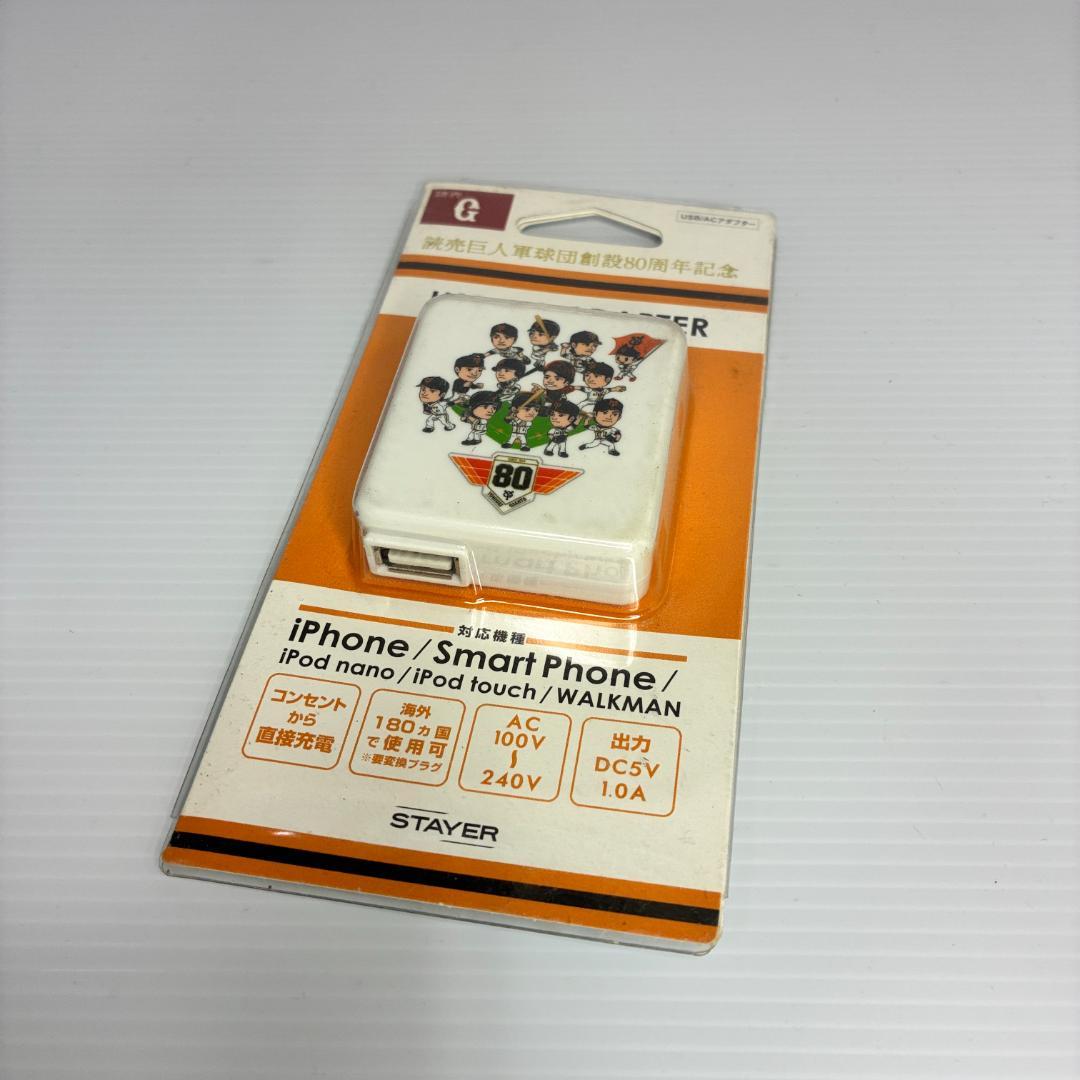 G
USB/ACアダプター
読売巨人軍球団創設80周年記念
80
GIANTS
対応機種
iPhone / Smart Phone /
iPod nano / iPod touch / WALKMAN
コンセント
から
直接充電
海外
180ヵ国
で使用可
※要変換プラグ
AC
100V
~
240V
出力
DC5V
1.0A
STAYER